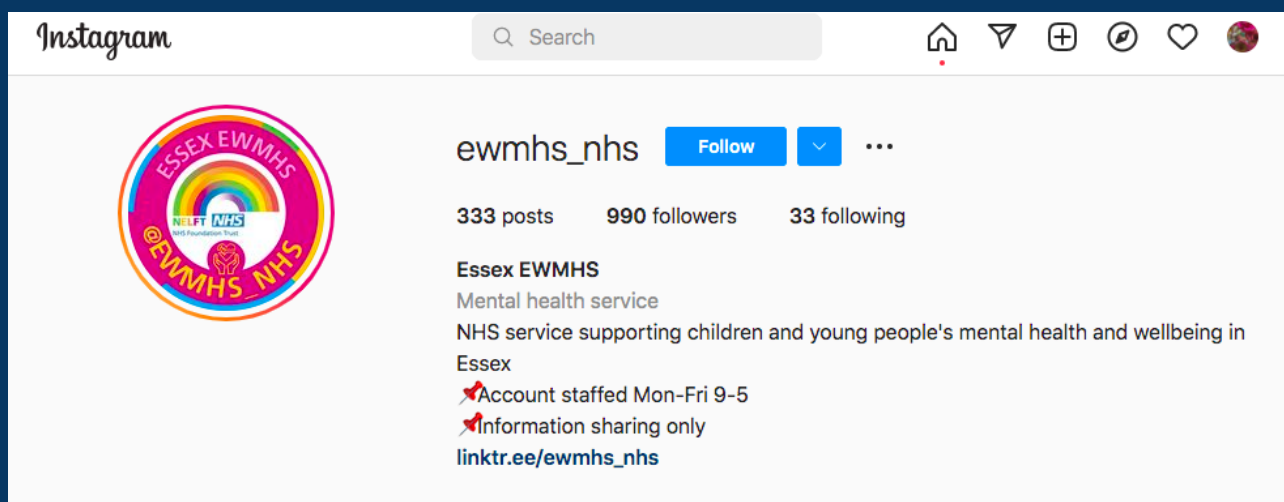 Instagram
Search
ESSEX EWMHS
NELFT NHS
NHS Foundation Trust
@EWMHS_NHS
ewmhs_nhs
Follow
333 posts 990 followers 33 following
Essex EWMHS
Mental health service
NHS service supporting children and young people's mental health and wellbeing in
Essex
📌Account staffed Mon-Fri 9-5
📌Information sharing only
linktr.ee/ewmhs_nhs